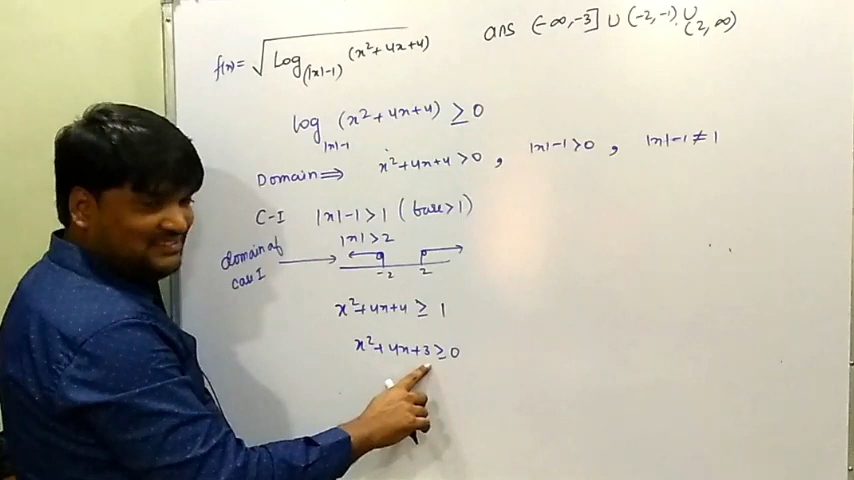 f(x) = √Log(|x|-1) (x²+4x+4)
ans (-∞,-3] ∪ (-2,-1) ∪ (2,∞)
log|x|-1 (x²+4x+4) ≥ 0
Domain ⇒ x²+4x+4>0 , |x|-1>0 , |x|-1≠1
C-I |x|-1>1 (base>1)
|x|>2
domain of case I
-2 2
x²+4x+4 ≥ 1
x²+4x+3≥0